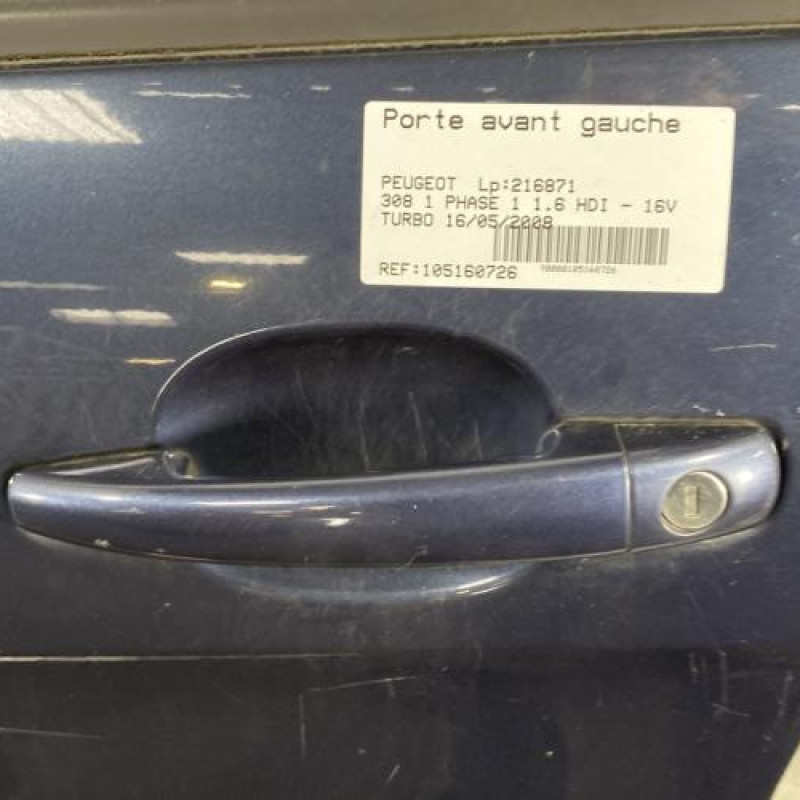 Porte avant gauche
PEUGEOT Lp:216871
308 1 PHASE 1 1.6 HDI - 16V
TURBO 16/05/2008
REF:105160726